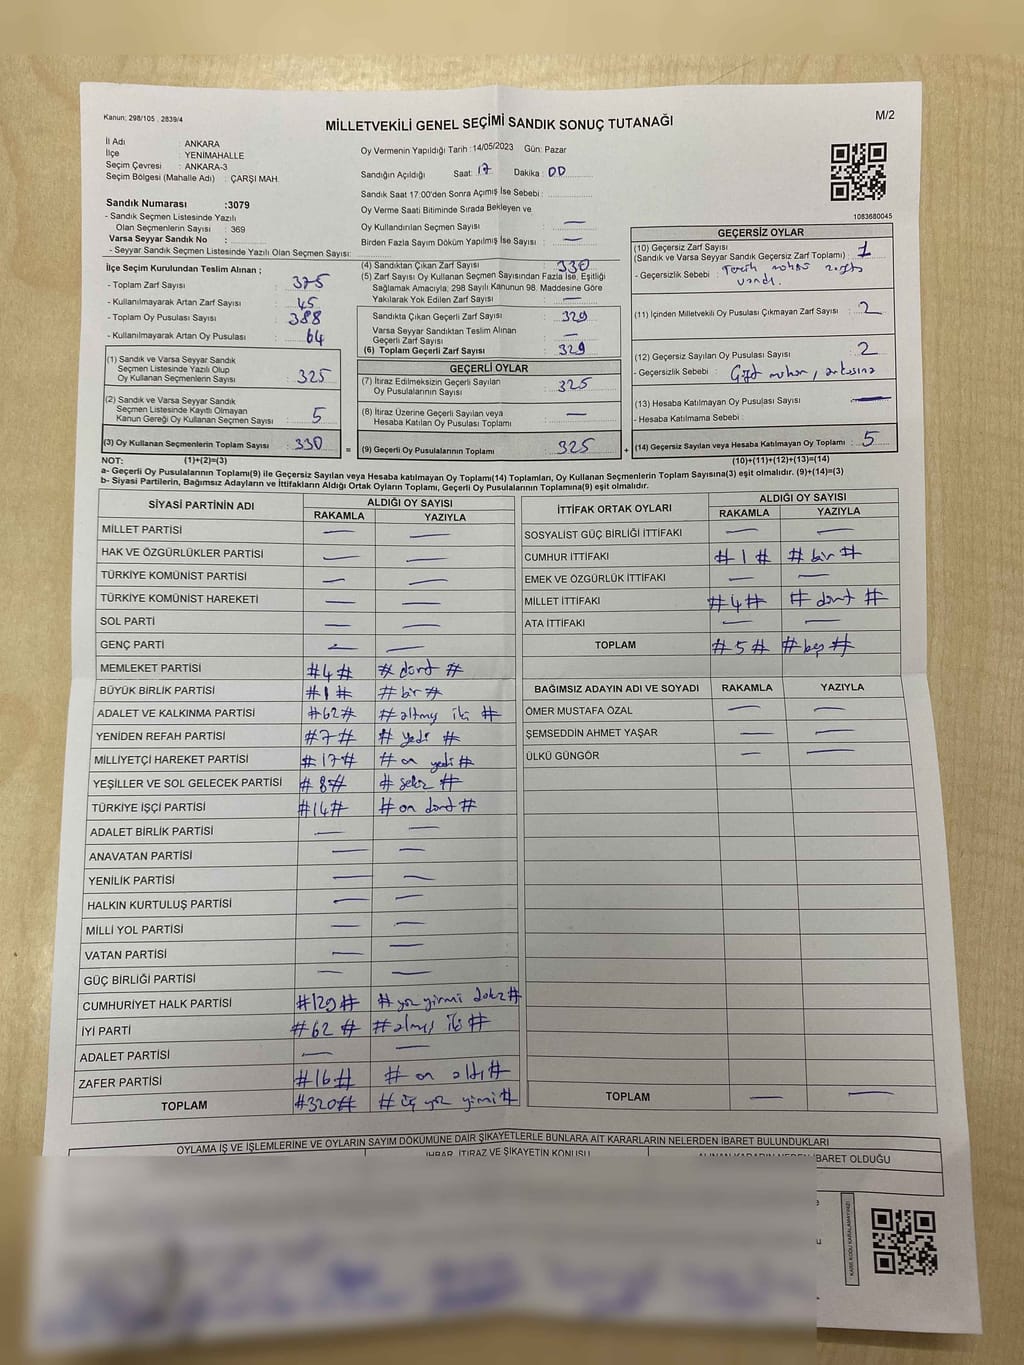 Kanun: 298/105 . 2839/4
MİLLETVEKİLİ GENEL SEÇİMİ SANDIK SONUÇ TUTANAĞI
M/2
İl Adı : ANKARA
İlçe : YENİMAHALLE
Seçim Çevresi : ANKARA-3
Seçim Bölgesi (Mahalle Adı) : ÇARŞI MAH.
Oy Vermenin Yapıldığı Tarih : 14/05/2023 Gün: Pazar
Sandığın Açıldığı Saat: 17 Dakika: 00
Sandık Saat 17:00'den Sonra Açımış İse Sebebi :
Oy Verme Saati Bitiminde Sırada Bekleyen ve
Oy Kullandırılan Seçmen Sayısı : —
Birden Fazla Sayım Döküm Yapılmış İse Sayısı : —
1083680045
Sandık Numarası :3079
- Sandık Seçmen Listesinde Yazılı
Olan Seçmenlerin Sayısı : 369
Varsa Seyyar Sandık No :
- Seyyar Sandık Seçmen Listesinde Yazılı Olan Seçmen Sayısı:
İlçe Seçim Kurulundan Teslim Alınan ;
- Toplam Zarf Sayısı : 375
- Kullanılmayarak Artan Zarf Sayısı : 45
- Toplam Oy Pusulası Sayısı : 388
- Kullanılmayarak Artan Oy Pusulası : 64
(1) Sandık ve Varsa Seyyar Sandık
Seçmen Listesinde Yazılı Olup
Oy Kullanan Seçmenlerin Sayısı : 325
(2) Sandık ve Varsa Seyyar Sandık
Seçmen Listesinde Kayıtlı Olmayan
Kanun Gereği Oy Kullanan Seçmen Sayısı : 5
(3) Oy Kullanan Seçmenlerin Toplam Sayısı : 330
(4) Sandıktan Çıkan Zarf Sayısı : 330
(5) Zarf Sayısı Oy Kullanan Seçmen Sayısından Fazla İse, Eşitliği
Sağlamak Amacıyla; 298 Sayılı Kanunun 98. Maddesine Göre
Yakılarak Yok Edilen Zarf Sayısı : —
Sandıkta Çıkan Geçerli Zarf Sayısı : 329
Varsa Seyyar Sandıktan Teslim Alınan
Geçerli Zarf Sayısı : —
(6) Toplam Geçerli Zarf Sayısı : 329
GEÇERLİ OYLAR
(7) İtiraz Edilmeksizin Geçerli Sayılan
Oy Pusulalarının Sayısı : 325
(8) İtiraz Üzerine Geçerli Sayılan veya
Hesaba Katılan Oy Pusulası Toplamı : —
= (9) Geçerli Oy Pusulalarının Toplamı : 325 +
GEÇERSİZ OYLAR
(10) Geçersiz Zarf Sayısı
(Sandık ve Varsa Seyyar Sandık Geçersiz Zarf Toplamı) : 1
- Geçersizlik Sebebi :
(11) İçinden Milletvekili Oy Pusulası Çıkmayan Zarf Sayısı : 2
(12) Geçersiz Sayılan Oy Pusulası Sayısı : 2
- Geçersizlik Sebebi : mühür, arkasına
(13) Hesaba Katılmayan Oy Pusulası Sayısı : —
- Hesaba Katılmama Sebebi :
(14) Geçersiz Sayılan veya Hesaba Katılmayan Oy Toplamı : 5
NOT: (1)+(2)=(3) (10)+(11)+(12)+(13)=(14)
a- Geçerli Oy Pusulalarının Toplamı(9) ile Geçersiz Sayılan veya Hesaba katılmayan Oy Toplamı(14) Toplamları, Oy Kullanan Seçmenlerin Toplam Sayısına(3) eşit olmalıdır. (9)+(14)=(3)
b- Siyasi Partilerin, Bağımsız Adayların ve İttifakların Aldığı Ortak Oyların Toplamı, Geçerli Oy Pusulalarının Toplamına(9) eşit olmalıdır.
SİYASİ PARTİNİN ADI ALDIĞI OY SAYISI
RAKAMLA YAZIYLA
MİLLET PARTİSİ — —
HAK VE ÖZGÜRLÜKLER PARTİSİ — —
TÜRKİYE KOMÜNİST PARTİSİ — —
TÜRKİYE KOMÜNİST HAREKETİ — —
SOL PARTİ — —
GENÇ PARTİ — —
MEMLEKET PARTİSİ #4# #dört #
BÜYÜK BİRLİK PARTİSİ #1# #bir#
ADALET VE KALKINMA PARTİSİ #62# #altmış iki #
YENİDEN REFAH PARTİSİ #7# # yedi #
MİLLİYETÇİ HAREKET PARTİSİ #17# #on yedi#
YEŞİLLER VE SOL GELECEK PARTİSİ #8# #sekiz #
TÜRKİYE İŞÇİ PARTİSİ #14# #on dört#
ADALET BİRLİK PARTİSİ — —
ANAVATAN PARTİSİ — —
YENİLİK PARTİSİ — —
HALKIN KURTULUŞ PARTİSİ — —
MİLLİ YOL PARTİSİ — —
VATAN PARTİSİ — —
GÜÇ BİRLİĞİ PARTİSİ — —
CUMHURİYET HALK PARTİSİ #129# #yüz yirmi dokuz#
İYİ PARTİ #62# #altmış iki #
ADALET PARTİSİ — —
ZAFER PARTİSİ #16# # on altı#
TOPLAM #320# # üç yüz yirmi#
İTTİFAK ORTAK OYLARI ALDIĞI OY SAYISI
RAKAMLA YAZIYLA
SOSYALİST GÜÇ BİRLİĞİ İTTİFAKI — —
CUMHUR İTTİFAKI #1# #bir#
EMEK VE ÖZGÜRLÜK İTTİFAKI — —
MİLLET İTTİFAKI #4# # dört #
ATA İTTİFAKI — —
TOPLAM #5# #beş#
BAĞIMSIZ ADAYIN ADI VE SOYADI RAKAMLA YAZIYLA
ÖMER MUSTAFA ÖZAL — —
ŞEMSEDDİN AHMET YAŞAR — —
ÜLKÜ GÜNGÖR — —
TOPLAM — —
OYLAMA İŞ VE İŞLEMLERİNE VE OYLARIN SAYIM DÖKÜMÜNE DAİR ŞİKAYETLERLE BUNLARA AİT KARARLARIN NELERDEN İBARET BULUNDUKLARI
İHBAR, İTİRAZ VE ŞİKAYETİN KONUSU
ALINAN KARARIN NEDEN İBARET OLDUĞU
KARE KODU KARALAMAYINIZ!